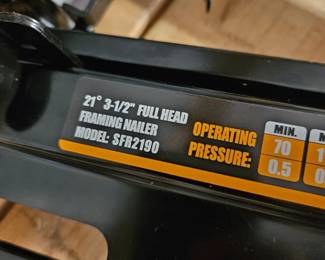 21° 3-1/2" FULL HEAD
FRAMING NAILER
MODEL: SFR2190
OPERATING
PRESSURE:
MIN.
70
0.5